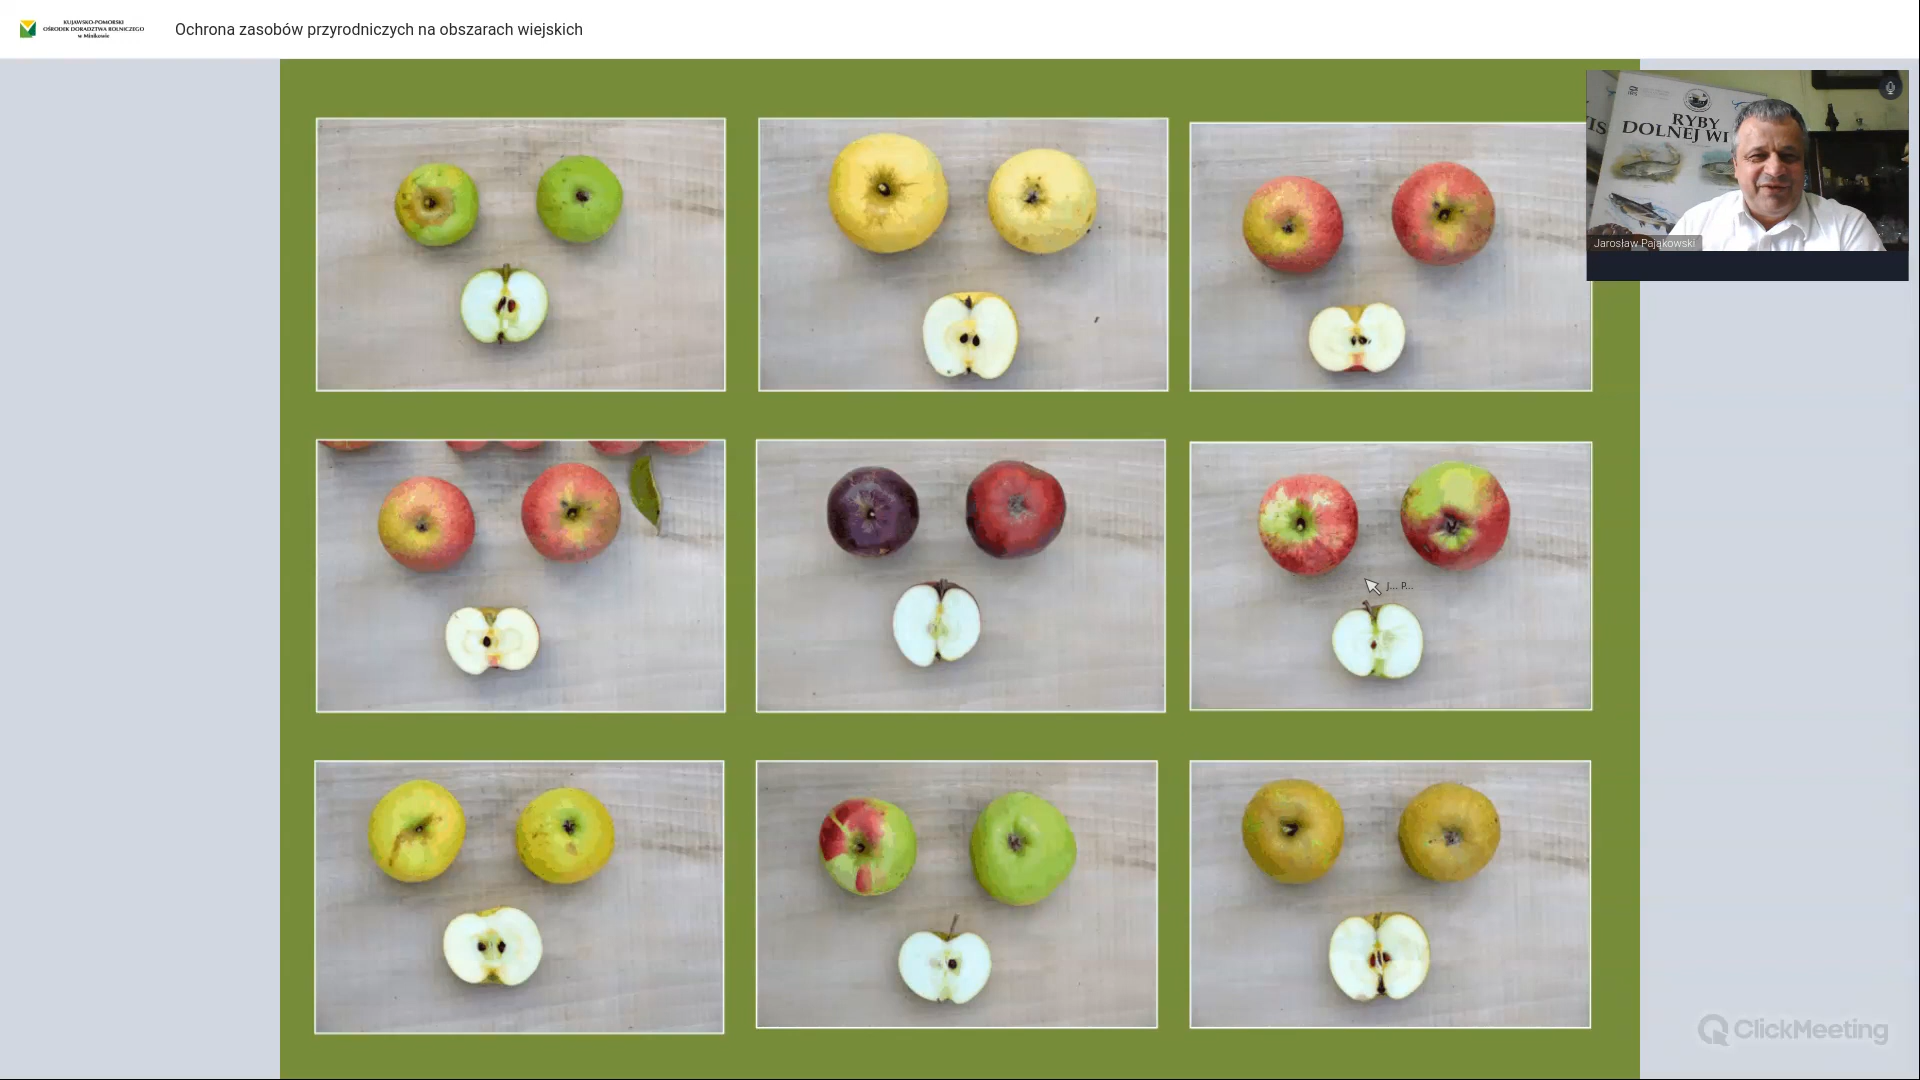 KUJAWSKO-POMORSKI
OŚRODEK DORADZTWA ROLNICZEGO
w Minikowie
Ochrona zasobów przyrodniczych na obszarach wiejskich
RYBY
DOLNEJ WI
Jarosław Pająkowski
J... P...
ClickMeeting